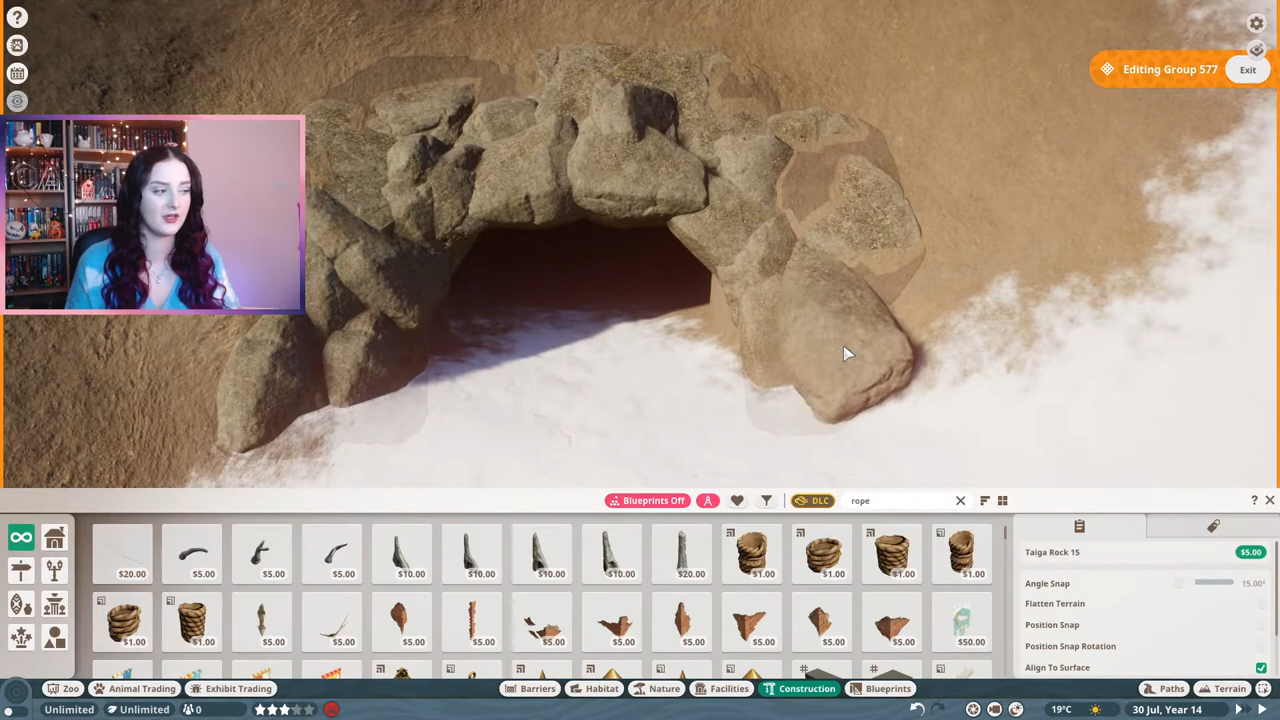 ?
Editing Group 577
Exit
Blueprints Off
DLC
rope
?
$20.00 $5.00 $5.00 $5.00 $10.00 $10.00 $10.00 $10.00 $20.00 $1.00 $1.00 $1.00 $1.00
$1.00 $1.00 $5.00 $5.00 $5.00 $5.00 $5.00 $5.00 $5.00 $5.00 $5.00 $5.00 $50.00
Taiga Rock 15 $5.00
Angle Snap 15.00°
Flatten Terrain
Position Snap
Position Snap Rotation
Align To Surface
Zoo Animal Trading Exhibit Trading Barriers Habitat Nature Facilities Construction Blueprints Paths Terrain
Unlimited Unlimited 0 19°C 30 Jul, Year 14